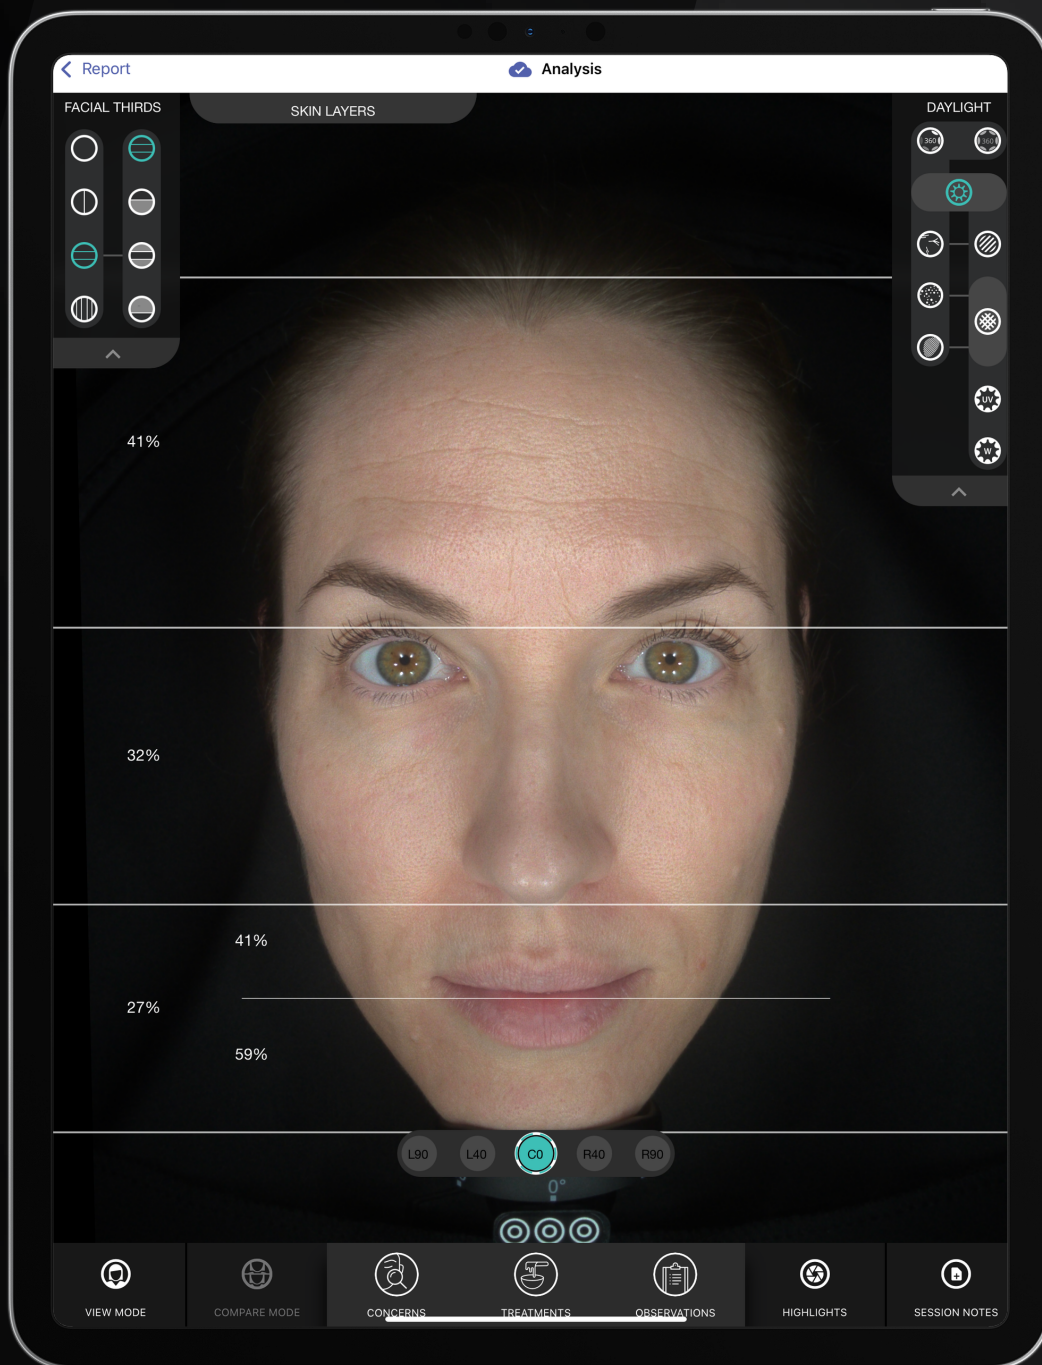 Report
Analysis
FACIAL THIRDS
SKIN LAYERS
DAYLIGHT
360
360
UV
W
41%
32%
41%
27%
59%
L90
L40
C0
R40
R90
0°
VIEW MODE
COMPARE MODE
CONCERNS
TREATMENTS
OBSERVATIONS
HIGHLIGHTS
SESSION NOTES